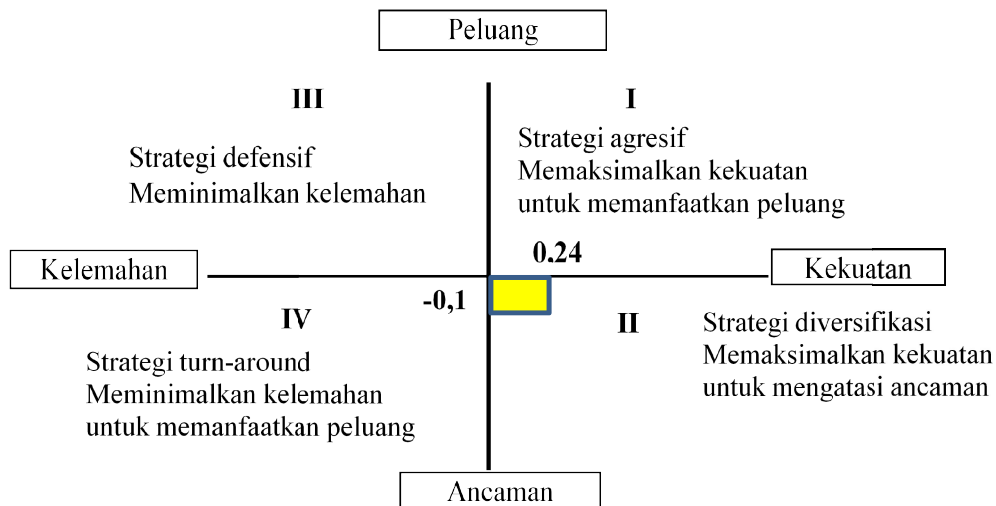 Peluang
III
I
Strategi defensif
Meminimalkan kelemahan
Strategi agresif
Memaksimalkan kekuatan
untuk memanfaatkan peluang
Kelemahan
0,24
Kekuatan
-0,1
IV
II
Strategi turn-around
Meminimalkan kelemahan
untuk memanfaatkan peluang
Strategi diversifikasi
Memaksimalkan kekuatan
untuk mengatasi ancaman
Ancaman